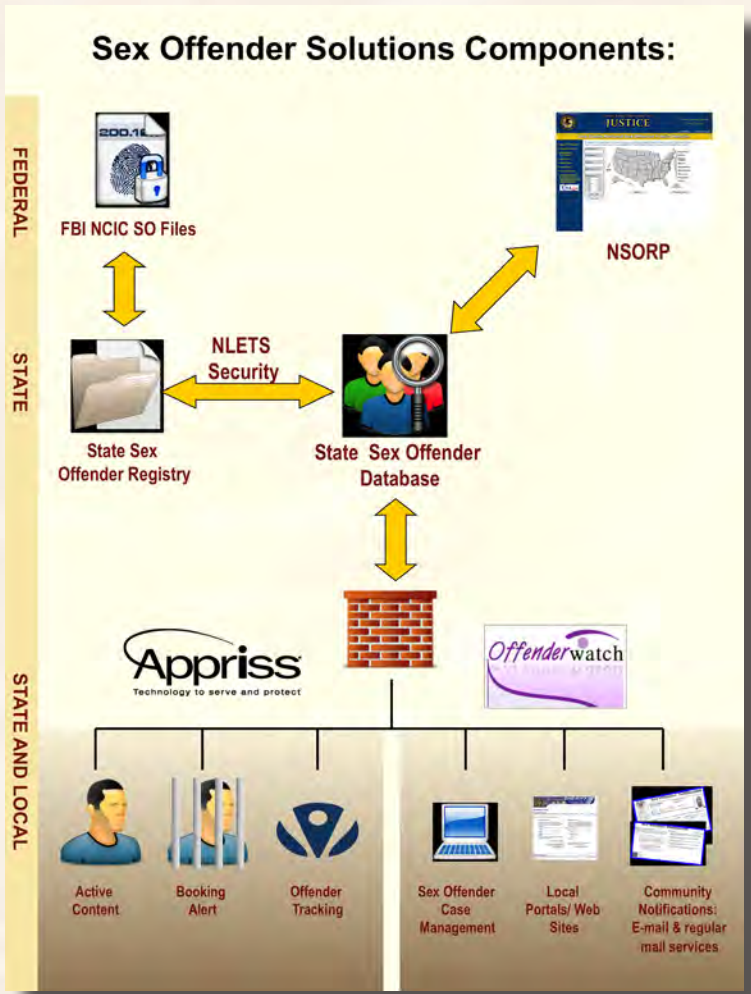 Sex Offender Solutions Components:
FEDERAL
200.1
FBI NCIC SO Files
JUSTICE
NSORP
STATE
NLETS
Security
State Sex
Offender Registry
State Sex Offender
Database
STATE AND LOCAL
Appriss
Technology to serve and protect
Offenderwatch
Active
Content
Booking
Alert
Offender
Tracking
Sex Offender
Case
Management
Local
Portals/ Web
Sites
Community
Notifications:
E-mail & regular
mail services